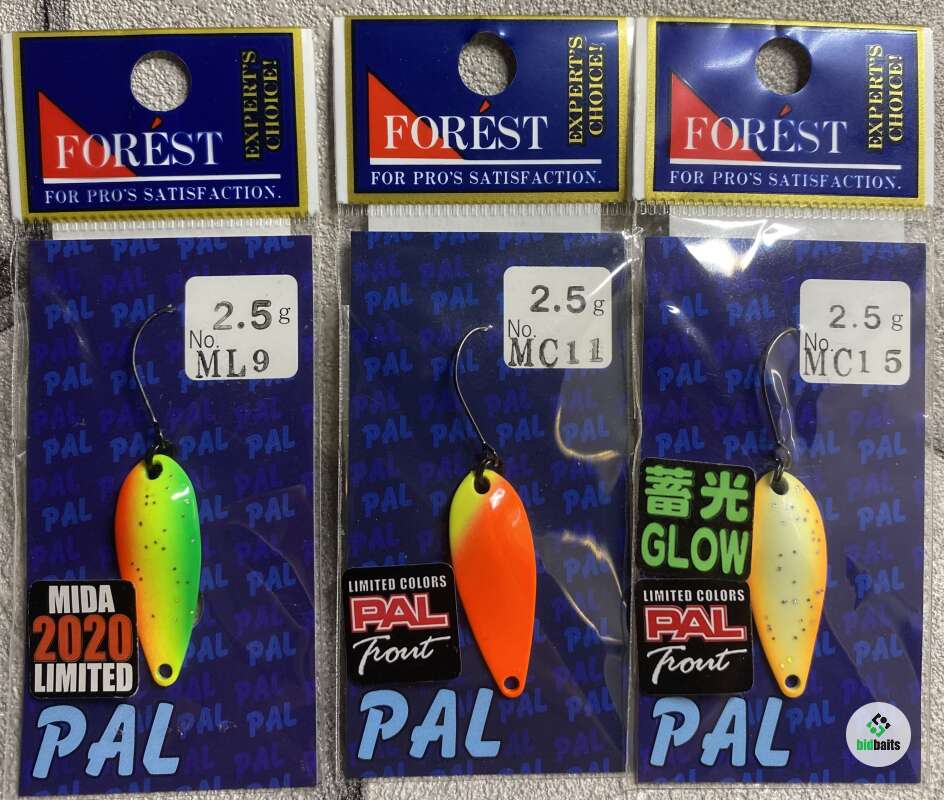 FORÉST
EXPERT'S
CHOICE!
FOR PRO'S SATISFACTION.
2.5g
No.
ML9
MIDA
2020
LIMITED
PAL
FORÉST
EXPERT'S
CHOICE!
FOR PRO'S SATISFACTION.
2.5g
No.
MC11
LIMITED COLORS
PAL
Trout
PAL
FORÉST
EXPERT'S
CHOICE!
FOR PRO'S SATISFACTION.
2.5g
No.
MC15
蓄光
GLOW
LIMITED COLORS
PAL
Trout
PAL
bidbaits